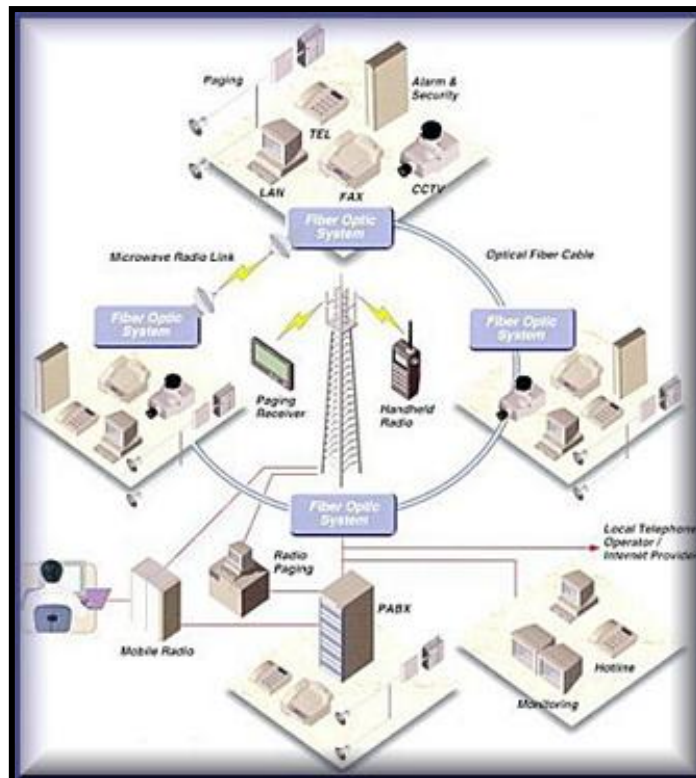 Paging
Alarm &
Security
TEL
LAN
FAX
CCTV
Fiber Optic
System
Microwave Radio Link
Optical Fiber Cable
Fiber Optic
System
Fiber Optic
System
Paging
Receiver
Handheld
Radio
Fiber Optic
System
Local Telephone
Operator /
Internet Provider
Radio
Paging
PABX
Mobile Radio
Hotline
Monitoring